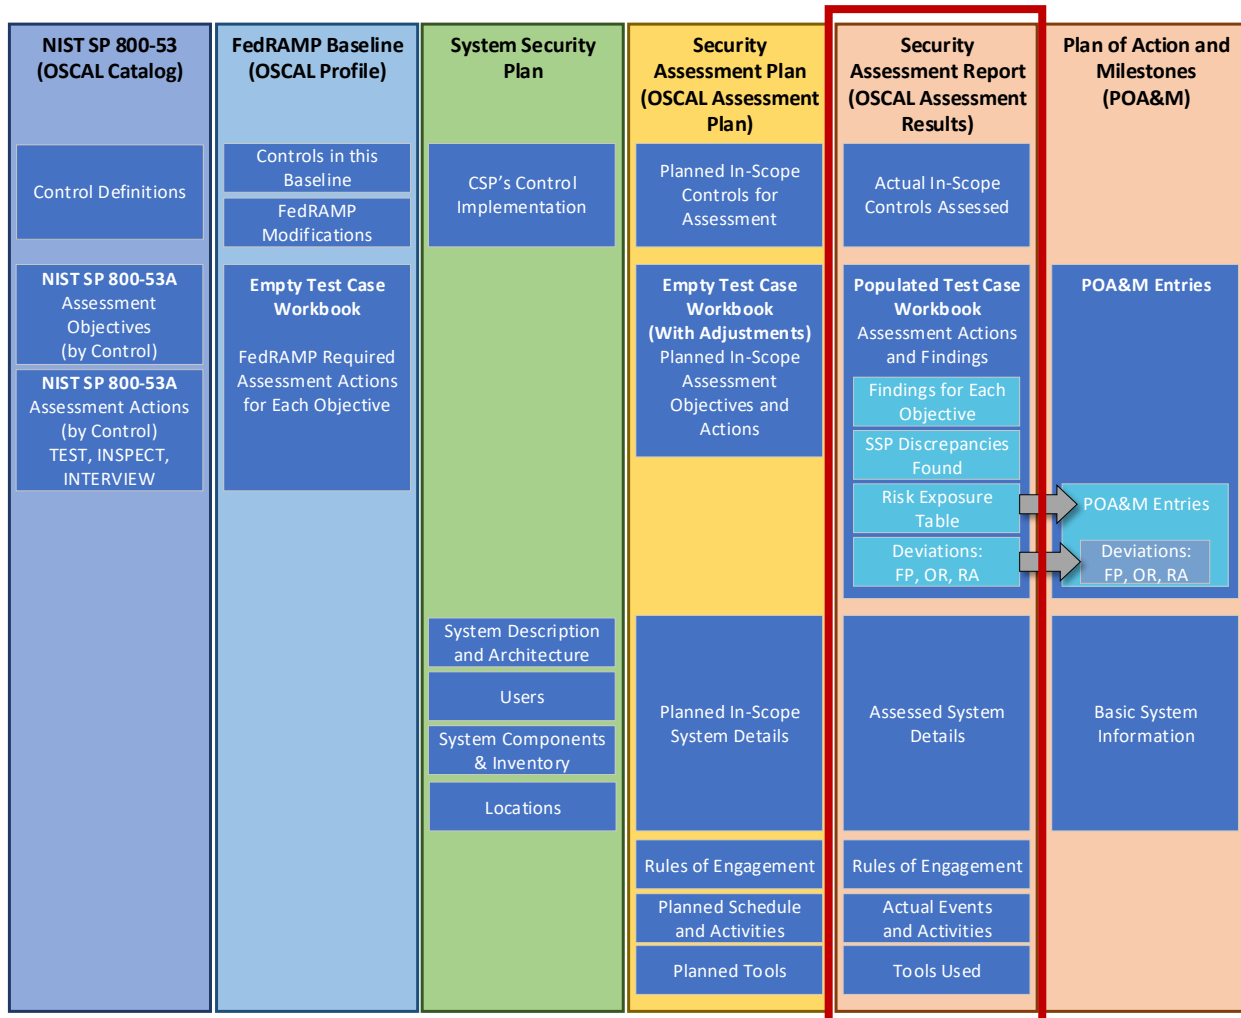 NIST SP 800-53
(OSCAL Catalog)
Control Definitions
NIST SP 800-53A
Assessment
Objectives
(by Control)
NIST SP 800-53A
Assessment Actions
(by Control)
TEST, INSPECT,
INTERVIEW
FedRAMP Baseline
(OSCAL Profile)
Controls in this
Baseline
FedRAMP
Modifications
Empty Test Case
Workbook
FedRAMP Required
Assessment Actions
for Each Objective
System Security
Plan
CSP's Control
Implementation
System Description
and Architecture
Users
System Components
& Inventory
Locations
Security
Assessment Plan
(OSCAL Assessment
Plan)
Planned In-Scope
Controls for
Assessment
Empty Test Case
Workbook
(With Adjustments)
Planned In-Scope
Assessment
Objectives and
Actions
Planned In-Scope
System Details
Rules of Engagement
Planned Schedule
and Activities
Planned Tools
Security
Assessment Report
(OSCAL Assessment
Results)
Actual In-Scope
Controls Assessed
Populated Test Case
Workbook
Assessment Actions
and Findings
Findings for Each
Objective
SSP Discrepancies
Found
Risk Exposure
Table
Deviations:
FP, OR, RA
Assessed System
Details
Rules of Engagement
Actual Events
and Activities
Tools Used
Plan of Action and
Milestones
(POA&M)
POA&M Entries
POA&M Entries
Deviations:
FP, OR, RA
Basic System
Information